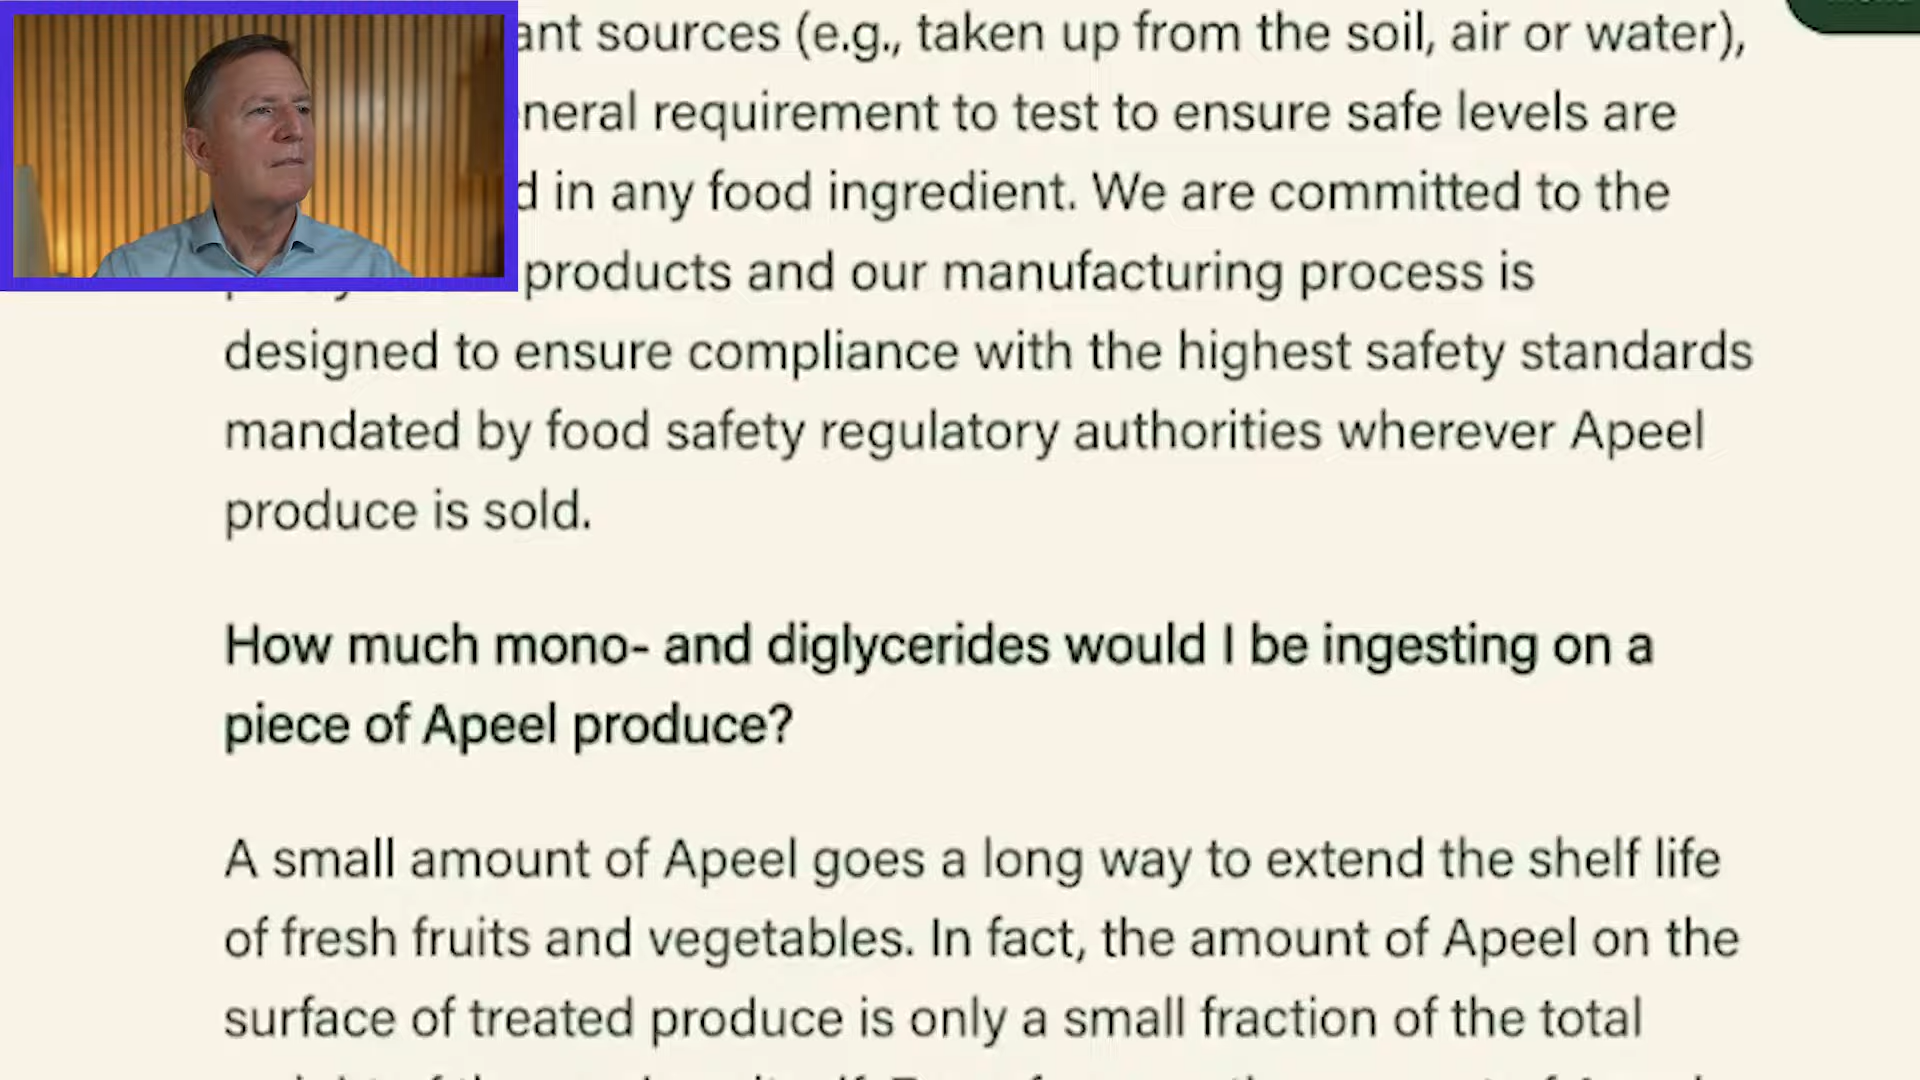 ant sources (e.g., taken up from the soil, air or water),
neral requirement to test to ensure safe levels are
d in any food ingredient. We are committed to the
products and our manufacturing process is
designed to ensure compliance with the highest safety standards
mandated by food safety regulatory authorities wherever Apeel
produce is sold.
How much mono- and diglycerides would I be ingesting on a
piece of Apeel produce?
A small amount of Apeel goes a long way to extend the shelf life
of fresh fruits and vegetables. In fact, the amount of Apeel on the
surface of treated produce is only a small fraction of the total